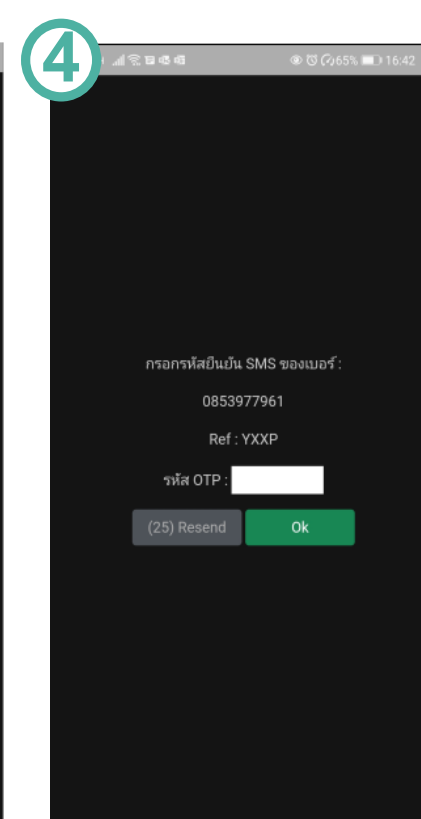 4
65% 16:42
กรอกรหัสยืนยัน SMS ของเบอร์ :
0853977961
Ref : YXXP
รหัส OTP :
(25) Resend Ok